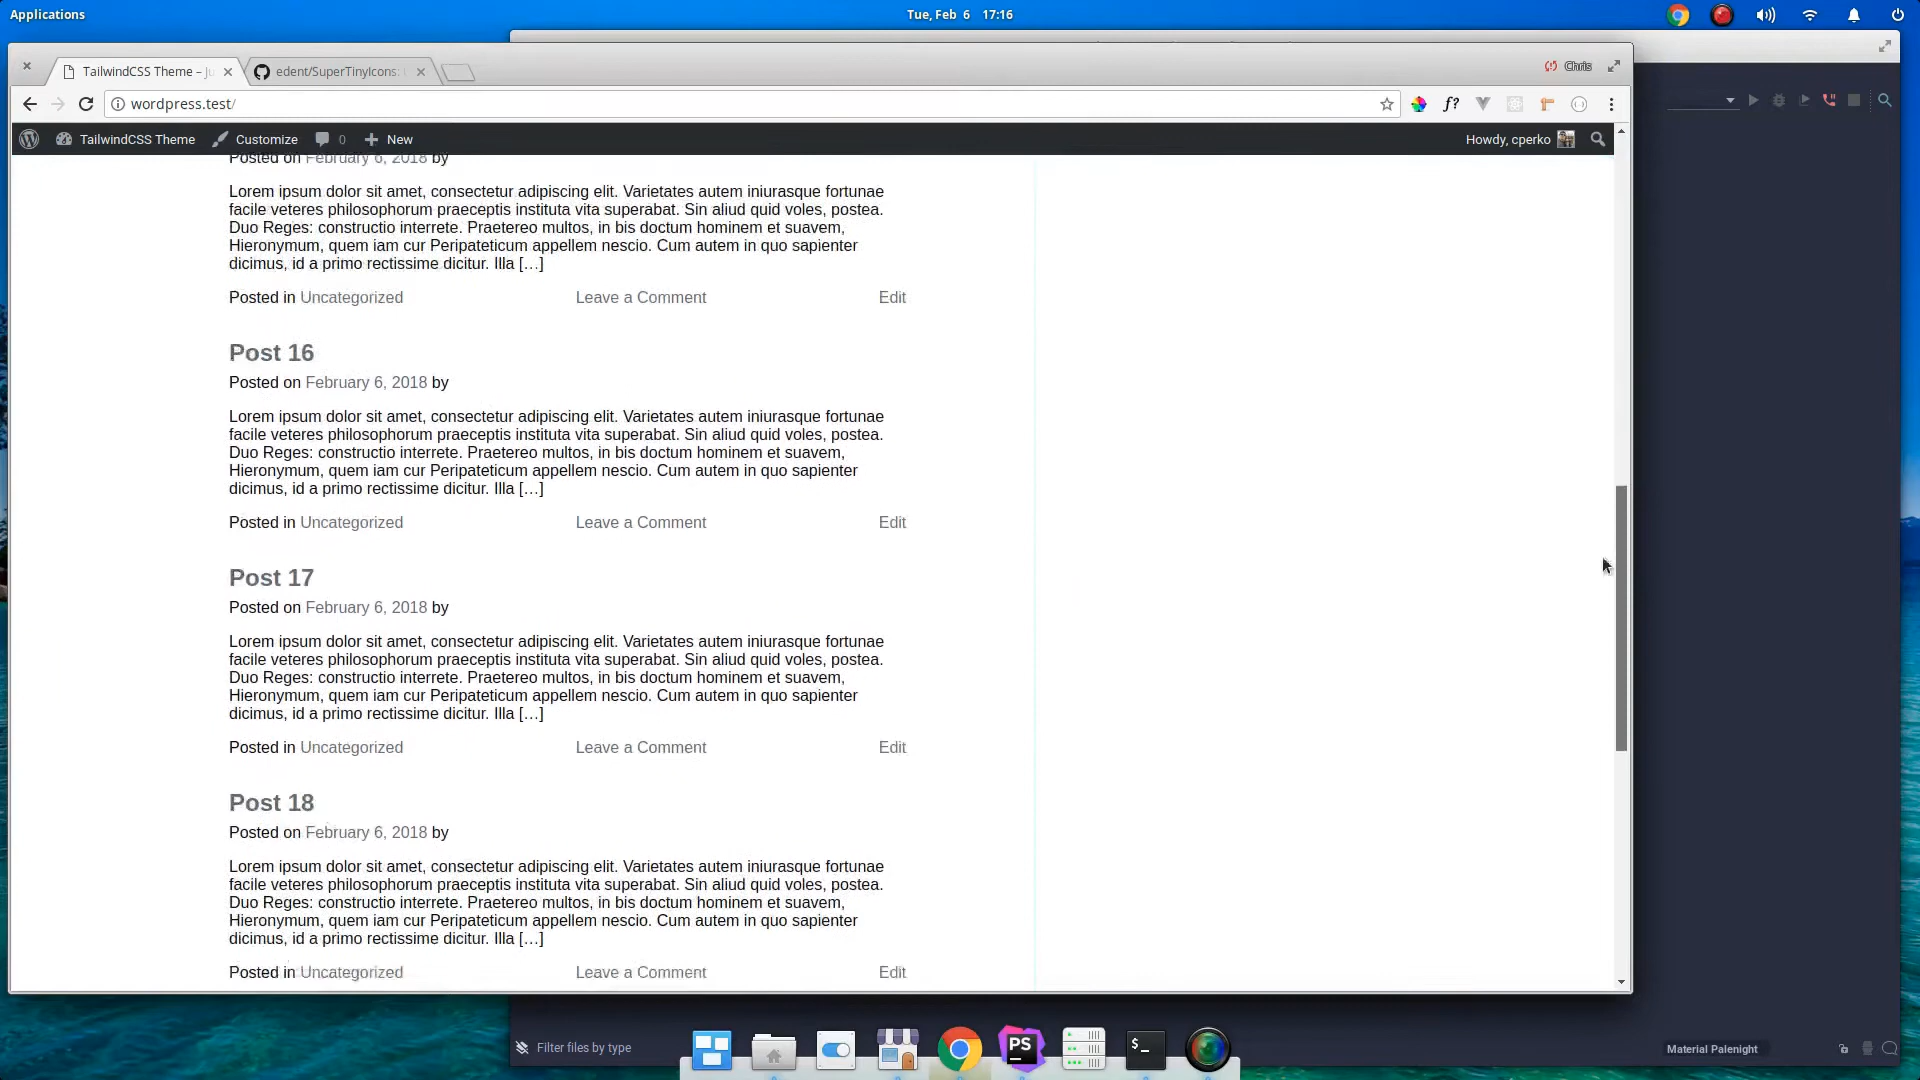 Applications
Tue, Feb 6 17:16
TailwindCSS Theme – Ju
edent/SuperTinyIcons:
Chris
wordpress.test/
f?
TailwindCSS Theme
Customize
0
New
Howdy, cperko
Posted on February 6, 2018 by
Lorem ipsum dolor sit amet, consectetur adipiscing elit. Varietates autem iniurasque fortunae
facile veteres philosophorum praeceptis instituta vita superabat. Sin aliud quid voles, postea.
Duo Reges: constructio interrete. Praetereo multos, in bis doctum hominem et suavem,
Hieronymum, quem iam cur Peripateticum appellem nescio. Cum autem in quo sapienter
dicimus, id a primo rectissime dicitur. Illa […]
Posted in Uncategorized
Leave a Comment
Edit
Post 16
Posted on February 6, 2018 by
Lorem ipsum dolor sit amet, consectetur adipiscing elit. Varietates autem iniurasque fortunae
facile veteres philosophorum praeceptis instituta vita superabat. Sin aliud quid voles, postea.
Duo Reges: constructio interrete. Praetereo multos, in bis doctum hominem et suavem,
Hieronymum, quem iam cur Peripateticum appellem nescio. Cum autem in quo sapienter
dicimus, id a primo rectissime dicitur. Illa […]
Posted in Uncategorized
Leave a Comment
Edit
Post 17
Posted on February 6, 2018 by
Lorem ipsum dolor sit amet, consectetur adipiscing elit. Varietates autem iniurasque fortunae
facile veteres philosophorum praeceptis instituta vita superabat. Sin aliud quid voles, postea.
Duo Reges: constructio interrete. Praetereo multos, in bis doctum hominem et suavem,
Hieronymum, quem iam cur Peripateticum appellem nescio. Cum autem in quo sapienter
dicimus, id a primo rectissime dicitur. Illa […]
Posted in Uncategorized
Leave a Comment
Edit
Post 18
Posted on February 6, 2018 by
Lorem ipsum dolor sit amet, consectetur adipiscing elit. Varietates autem iniurasque fortunae
facile veteres philosophorum praeceptis instituta vita superabat. Sin aliud quid voles, postea.
Duo Reges: constructio interrete. Praetereo multos, in bis doctum hominem et suavem,
Hieronymum, quem iam cur Peripateticum appellem nescio. Cum autem in quo sapienter
dicimus, id a primo rectissime dicitur. Illa […]
Posted in Uncategorized
Leave a Comment
Edit
Filter files by type
PS
$_
Material Palenight